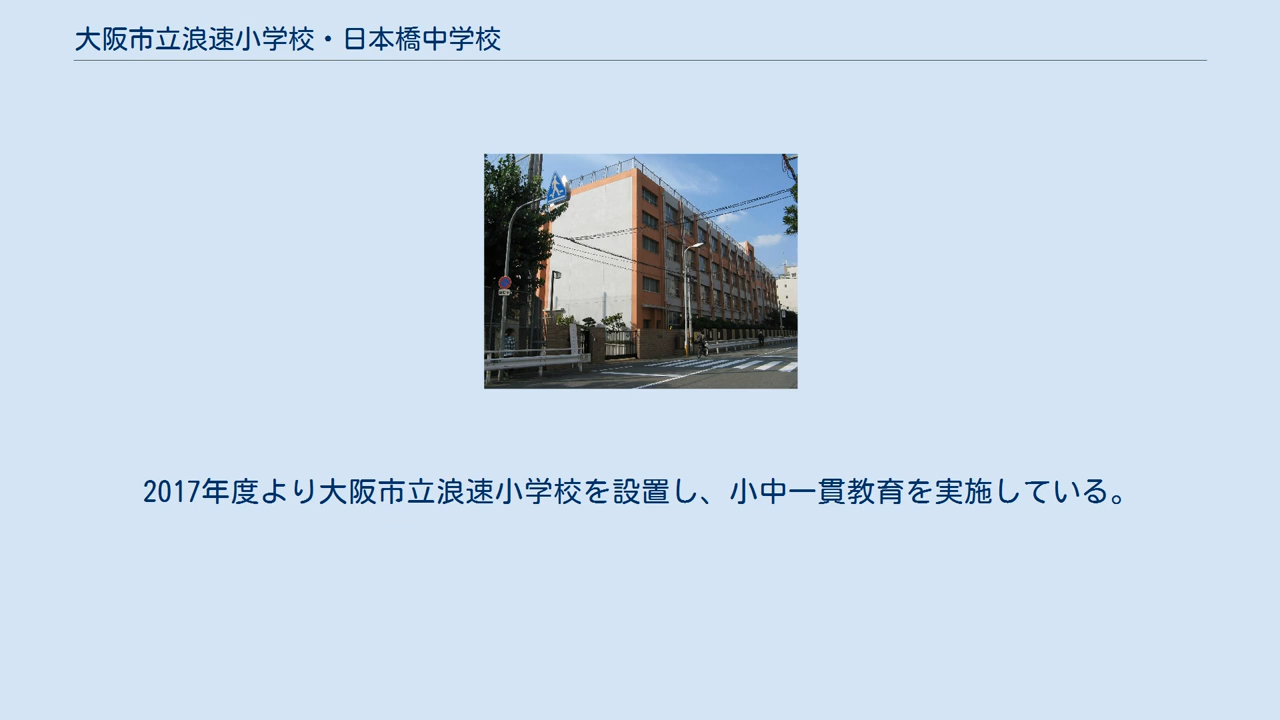 大阪市立浪速小学校・日本橋中学校
2017年度より大阪市立浪速小学校を設置し、小中一貫教育を実施している。